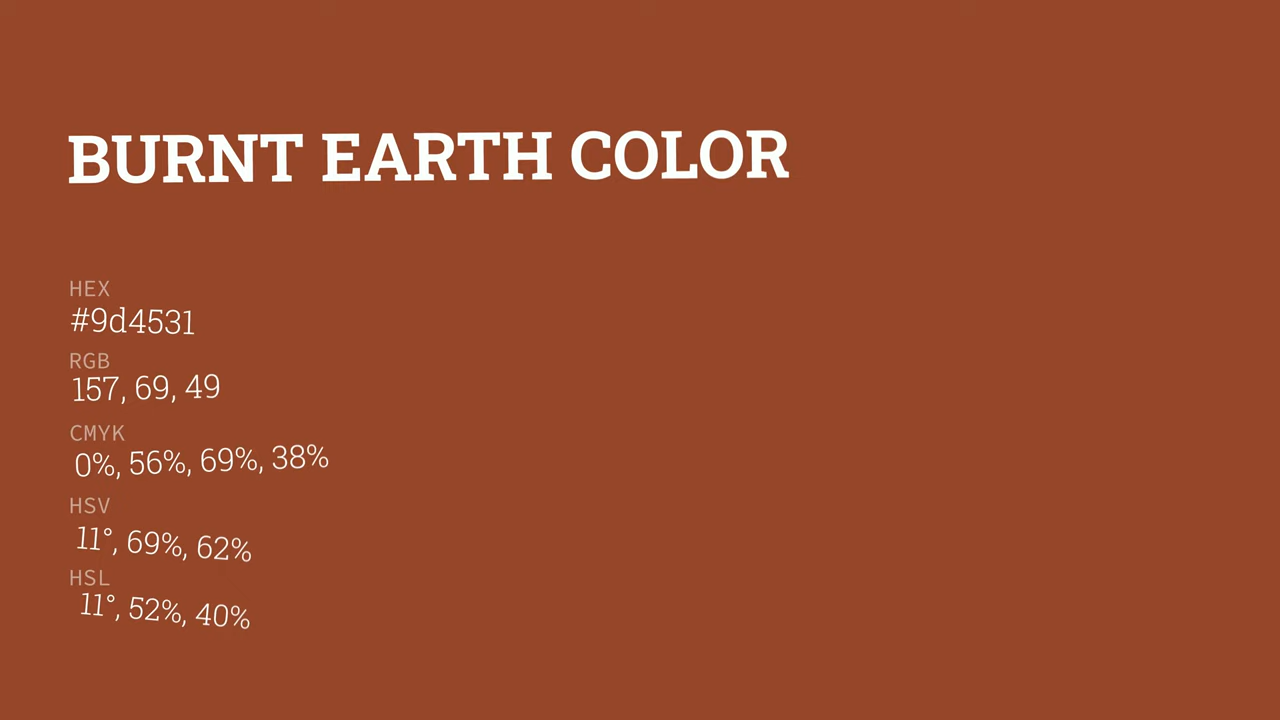 BURNT EARTH COLOR
HEX
#9d4531
RGB
157, 69, 49
CMYK
0%, 56%, 69%, 38%
HSV
11°, 69%, 62%
HSL
11°, 52%, 40%